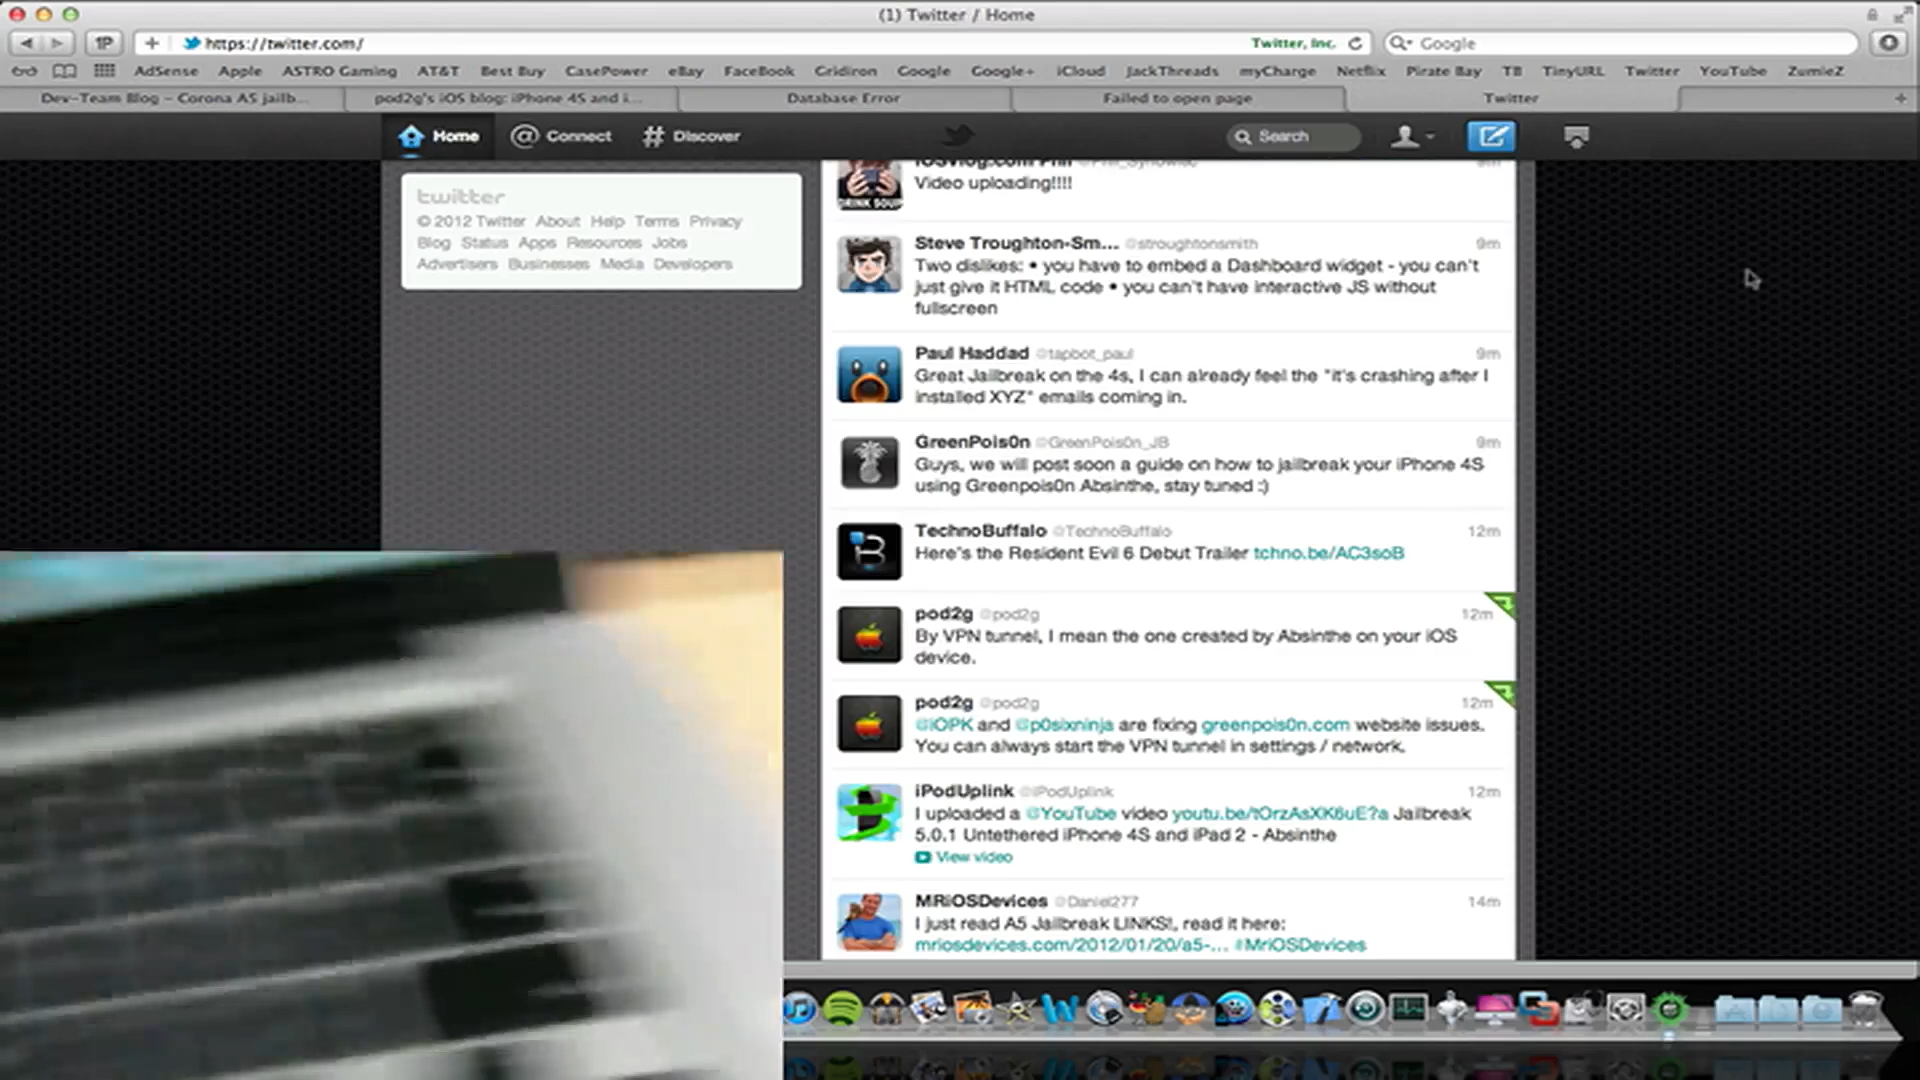 (1) Twitter / Home
https://twitter.com/
Twitter, Inc.
Google
AdSense Apple ASTRO Gaming AT&T Best Buy CasePower eBay FaceBook Gridiron Google Google+ iCloud JackThreads myCharge Netflix Pirate Bay TB TinyURL Twitter YouTube ZumieZ
Dev-Team Blog - Corona A5 jailb...
pod2g's iOS blog: iPhone 4S and i...
Database Error
Failed to open page
Twitter
Home
Connect
# Discover
Search
twitter
© 2012 Twitter About Help Terms Privacy
Blog Status Apps Resources Jobs
Advertisers Businesses Media Developers
Video uploading!!!!
DRINK SOUP
Steve Troughton-Sm... @stroughtonsmith 9m
Two dislikes: • you have to embed a Dashboard widget - you can't
just give it HTML code • you can't have interactive JS without
fullscreen
Paul Haddad @tapbot_paul 9m
Great Jailbreak on the 4s, I can already feel the "it's crashing after I
installed XYZ" emails coming in.
GreenPois0n @GreenPois0n_JB 9m
Guys, we will post soon a guide on how to jailbreak your iPhone 4S
using Greenpois0n Absinthe, stay tuned :)
TechnoBuffalo @TechnoBuffalo 12m
Here's the Resident Evil 6 Debut Trailer tchno.be/AC3soB
pod2g @pod2g 12m
By VPN tunnel, I mean the one created by Absinthe on your iOS
device.
pod2g @pod2g 12m
@iOPK and @p0sixninja are fixing greenpois0n.com website issues.
You can always start the VPN tunnel in settings / network.
iPodUplink @iPodUplink 12m
I uploaded a @YouTube video youtu.be/tOrzAsXK6uE?a Jailbreak
5.0.1 Untethered iPhone 4S and iPad 2 - Absinthe
View video
MRiOSDevices @Daniel277 14m
I just read A5 Jailbreak LINKS!, read it here:
mriosdevices.com/2012/01/20/a5-... #MriOSDevices